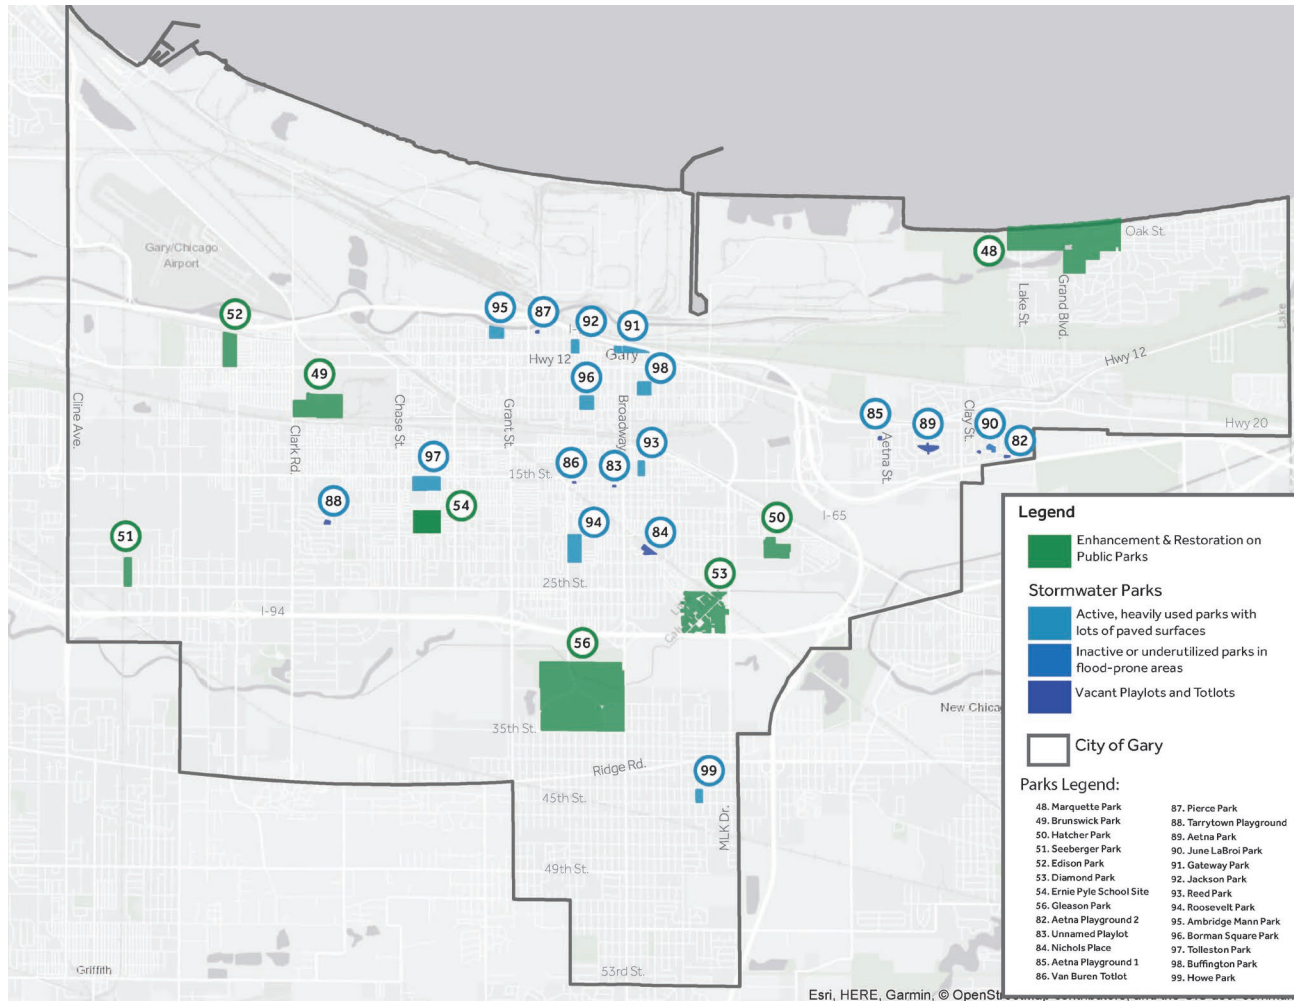 Oak St.
48
Gary/Chicago
Airport
Lake St.
Grand Blvd.
Lake
52
95
87
92
91
I-
Hwy 12
Gary
Hwy 12
49
96
98
Cline Ave.
Chase St.
Grant St.
Broadway
Clark Rd.
85
89
Clay St.
90
82
Aetna St.
Hwy 20
97
86
83
93
15th St.
88
54
94
84
50
I-65
51
25th St.
53
I-94
56
35th St.
New Chica
Ridge Rd.
99
45th St.
MLK Dr.
49th St.
Griffith
53rd St.
Legend
Enhancement & Restoration on
Public Parks
Stormwater Parks
Active, heavily used parks with
lots of paved surfaces
Inactive or underutilized parks in
flood-prone areas
Vacant Playlots and Totlots
City of Gary
Parks Legend:
48. Marquette Park
49. Brunswick Park
50. Hatcher Park
51. Seeberger Park
52. Edison Park
53. Diamond Park
54. Ernie Pyle School Site
56. Gleason Park
82. Aetna Playground 2
83. Unnamed Playlot
84. Nichols Place
85. Aetna Playground 1
86. Van Buren Totlot
87. Pierce Park
88. Tarrytown Playground
89. Aetna Park
90. June LaBroi Park
91. Gateway Park
92. Jackson Park
93. Reed Park
94. Roosevelt Park
95. Ambridge Mann Park
96. Borman Square Park
97. Tolleston Park
98. Buffington Park
99. Howe Park
Esri, HERE, Garmin, © OpenStreetMap